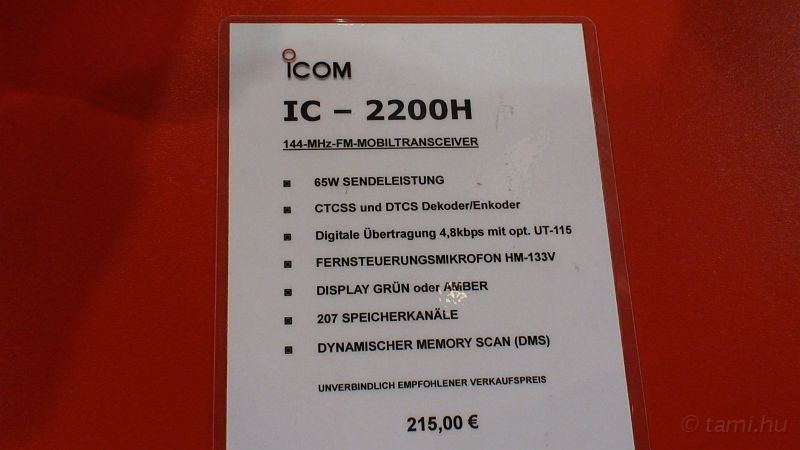 ICOM
IC – 2200H
144-MHz-FM-MOBILTRANSCEIVER
65W SENDELEISTUNG
CTCSS und DTCS Dekoder/Enkoder
Digitale Übertragung 4,8kbps mit opt. UT-115
FERNSTEUERUNGSMIKROFON HM-133V
DISPLAY GRÜN oder AMBER
207 SPEICHERKANÄLE
DYNAMISCHER MEMORY SCAN (DMS)
UNVERBINDLICH EMPFOHLENER VERKAUFSPREIS
215,00 €
© tami.hu